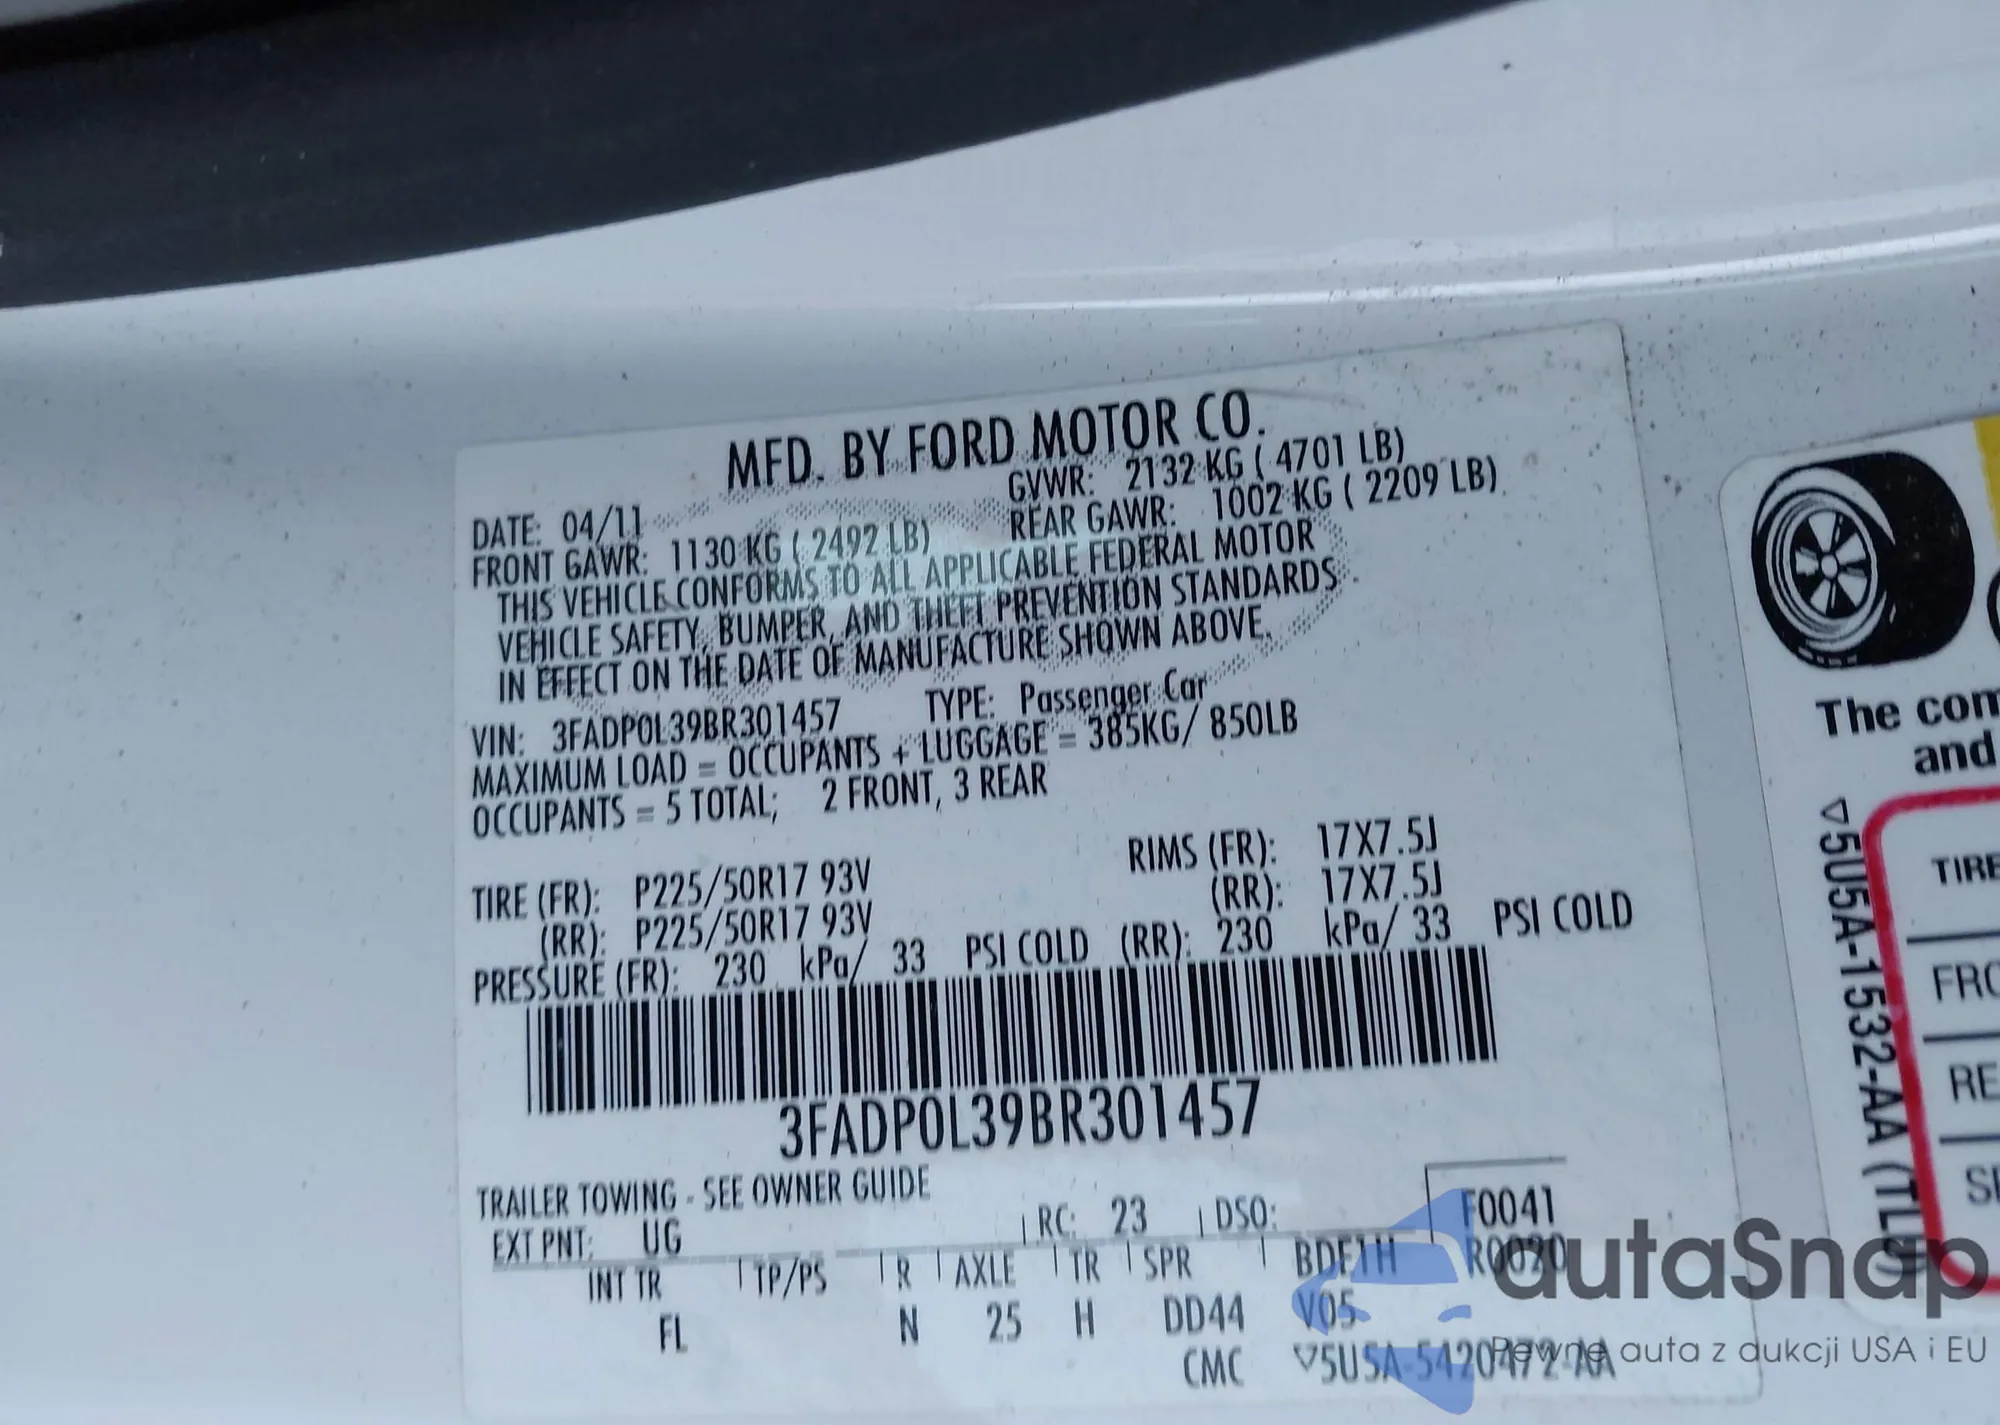 MFD. BY FORD MOTOR CO.
DATE: 04/11 GVWR: 2132 KG ( 4701 LB)
FRONT GAWR: 1130 KG ( 2492 LB) REAR GAWR: 1002 KG ( 2209 LB)
THIS VEHICLE CONFORMS TO ALL APPLICABLE FEDERAL MOTOR
VEHICLE SAFETY, BUMPER, AND THEFT PREVENTION STANDARDS
IN EFFECT ON THE DATE OF MANUFACTURE SHOWN ABOVE.
VIN: 3FADP0L39BR301457 TYPE: Passenger Car
MAXIMUM LOAD = OCCUPANTS + LUGGAGE = 385KG/ 850LB
OCCUPANTS = 5 TOTAL; 2 FRONT, 3 REAR
TIRE (FR): P225/50R17 93V RIMS (FR): 17X7.5J
(RR): P225/50R17 93V (RR): 17X7.5J
PRESSURE (FR): 230 kPa/ 33 PSI COLD (RR): 230 kPa/ 33 PSI COLD
3FADP0L39BR301457
TRAILER TOWING - SEE OWNER GUIDE
EXT PNT: UG RC: 23 DSO: F0041
R0020
INT TR TP/PS R AXLE TR SPR
FL N 25 H DD44 V05
CMC ▽5USA-5420472-AA
The com
and
▽5U5A-1532-AA
TIRE
FRO
RE
SP
autaSnap
Pewne auta z aukcji USA i EU